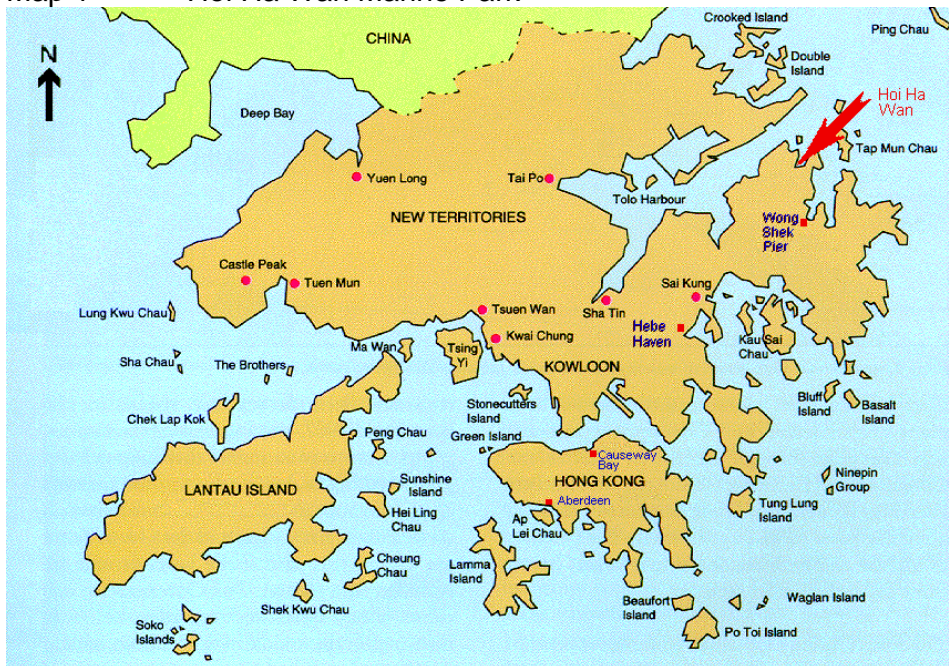 CHINA
Crooked Island
Ping Chau
N
Double
Island
Deep Bay
Hoi Ha
Wan
Tap Mun Chau
Yuen Long
Tai Po
Tolo Harbour
NEW TERRITORIES
Wong
Shek
Pier
Castle Peak
Tuen Mun
Sai Kung
Lung Kwu Chau
Tsuen Wan
Sha Tin
Hebe
Haven
Kwai Chung
Kau Sai
Chau
Ma Wan
Tsing
Yi
Sha Chau
The Brothers
KOWLOON
Stonecutters
Island
Bluff
Island
Basalt
Island
Chek Lap Kok
Peng Chau
Green Island
Causeway
Bay
Ninepin
Group
LANTAU ISLAND
Sunshine
Island
HONG KONG
Hei Ling
Chau
Aberdeen
Tung Lung
Island
Ap
Lei Chau
Cheung
Chau
Lamma
Island
Shek Kwu Chau
Beaufort
Island
Waglan Island
Soko
Islands
Po Toi Island